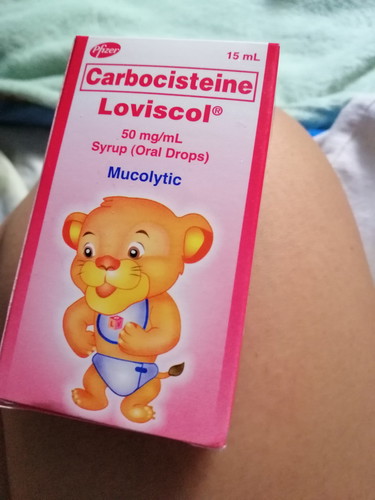 Pfizer
15 mL
Carbocisteine
Loviscol®
50 mg/mL
Syrup (Oral Drops)
Mucolytic